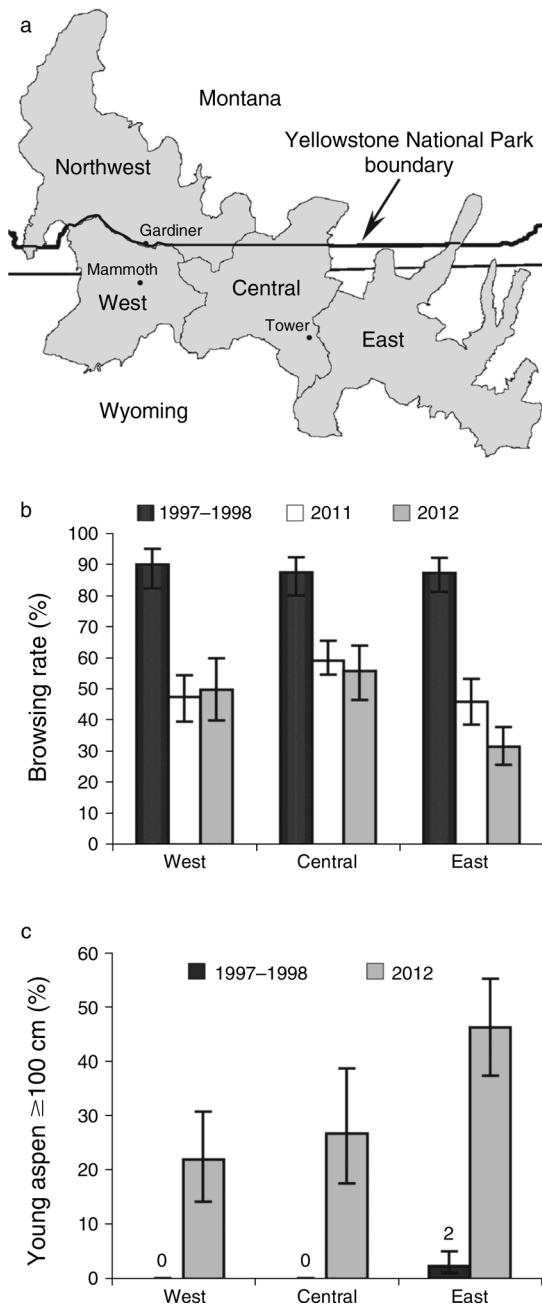 a
Montana
Yellowstone National Park
boundary
Northwest
Gardiner
Mammoth
West
Central
Tower
East
Wyoming
b
1997–1998
2011
2012
Browsing rate (%)
100
90
80
70
60
50
40
30
20
10
0
West
Central
East
c
1997–1998
2012
Young aspen ≥100 cm (%)
60
50
40
30
20
10
0
0
0
2
West
Central
East